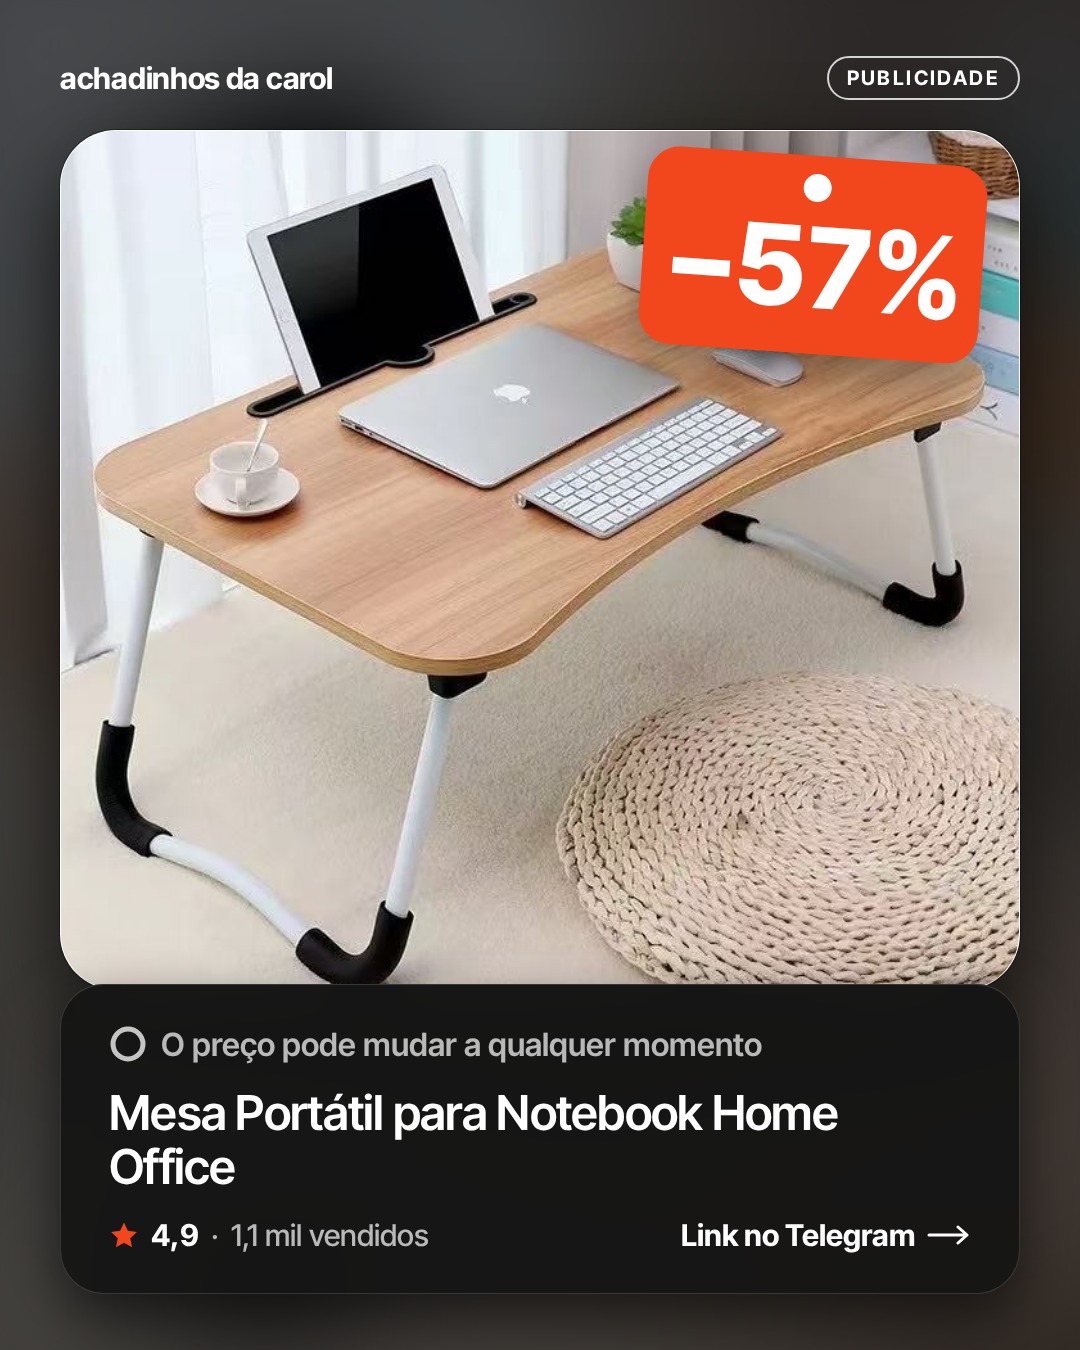 achadinhos da carol
PUBLICIDADE
–57%
O preço pode mudar a qualquer momento
Mesa Portátil para Notebook Home
Office
4,9 · 1,1 mil vendidos
Link no Telegram →